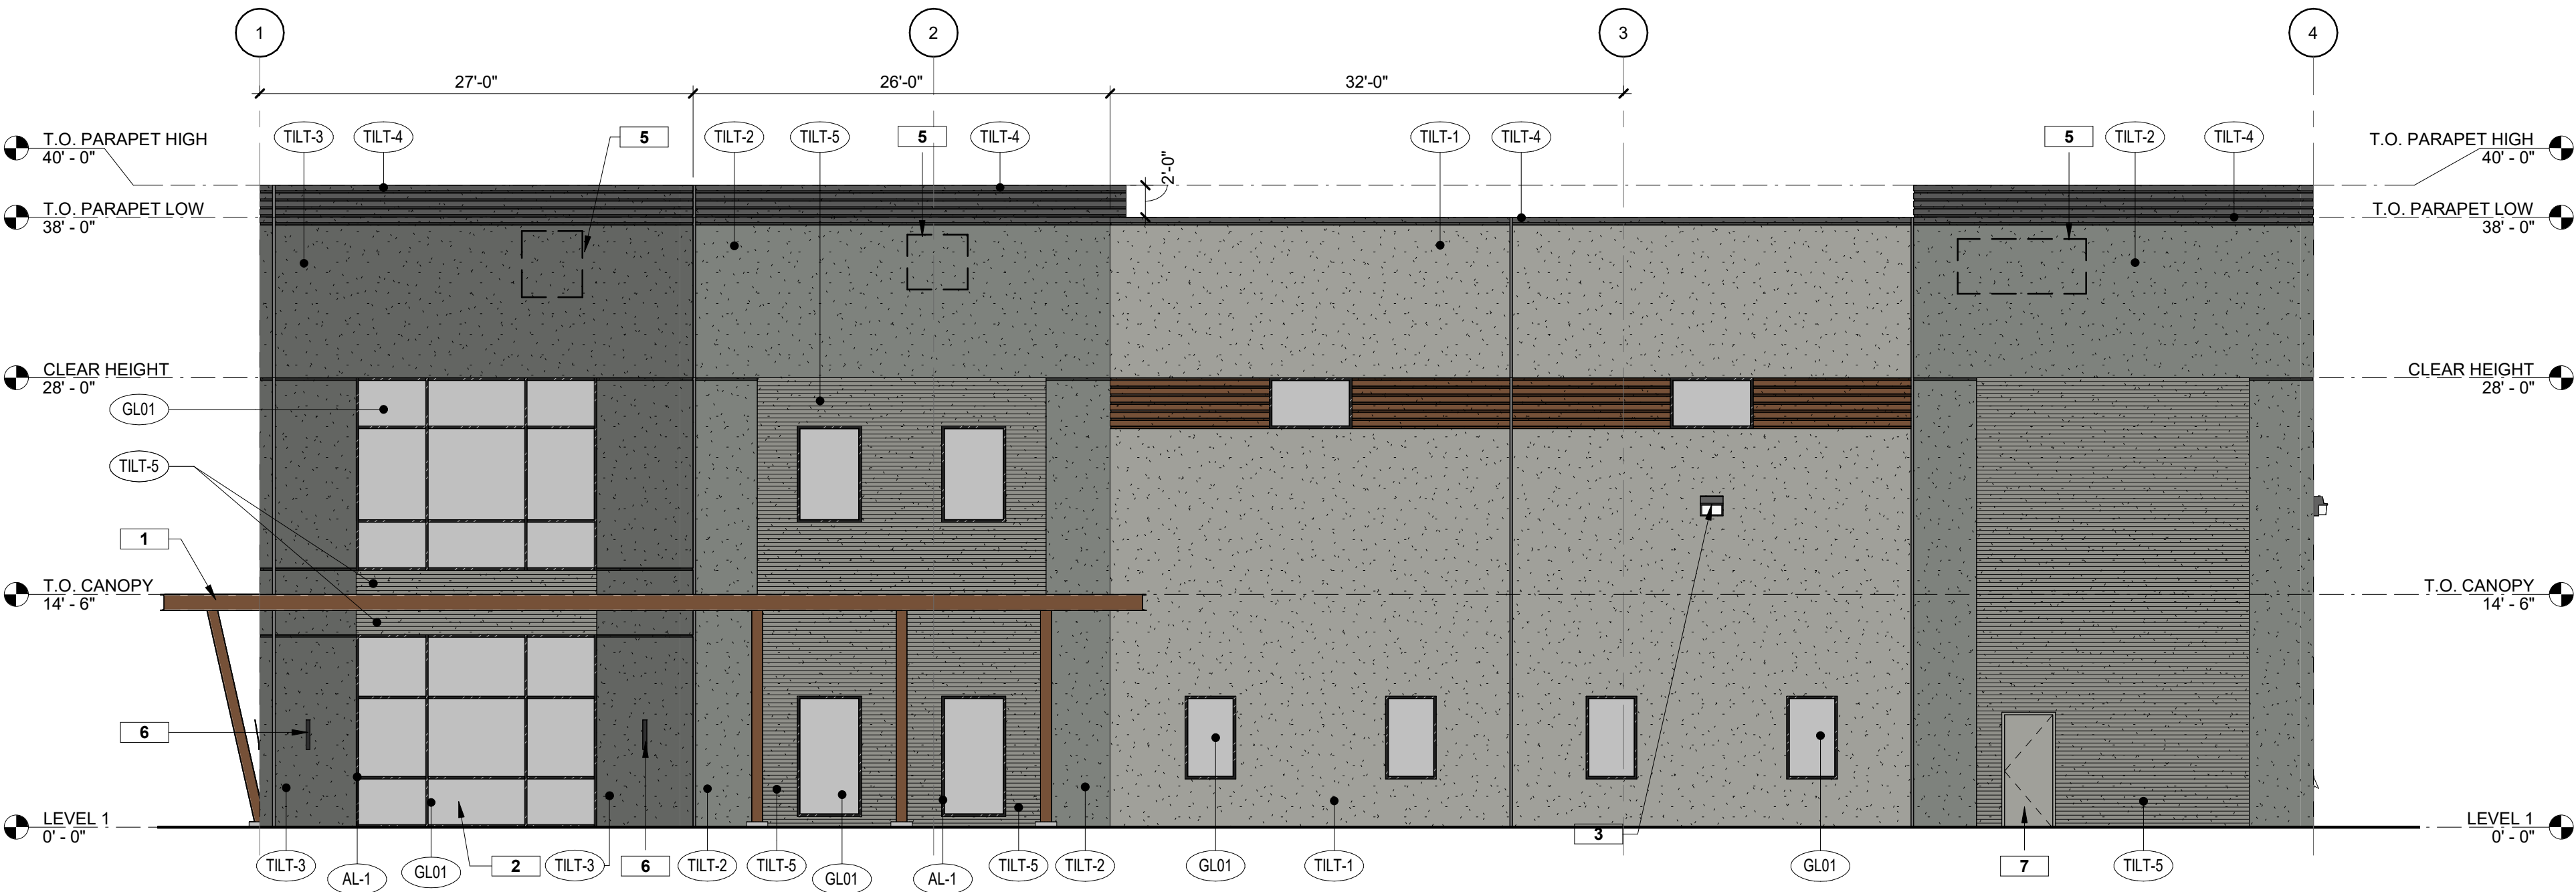 1 2 3 4
27'-0" 26'-0" 32'-0"
T.O. PARAPET HIGH
40' - 0"
TILT-3 TILT-4 5 TILT-2 TILT-5 5 TILT-4 TILT-1 TILT-4 5 TILT-2 TILT-4
T.O. PARAPET HIGH
40' - 0"
2'-0"
T.O. PARAPET LOW
38' - 0"
T.O. PARAPET LOW
38' - 0"
CLEAR HEIGHT
28' - 0"
CLEAR HEIGHT
28' - 0"
GL01
TILT-5
1
T.O. CANOPY
14' - 6"
T.O. CANOPY
14' - 6"
6
LEVEL 1
0' - 0"
LEVEL 1
0' - 0"
3
TILT-3 AL-1 GL01 2 TILT-3 6 TILT-2 TILT-5 GL01 AL-1 TILT-5 TILT-2 GL01 TILT-1 GL01 7 TILT-5